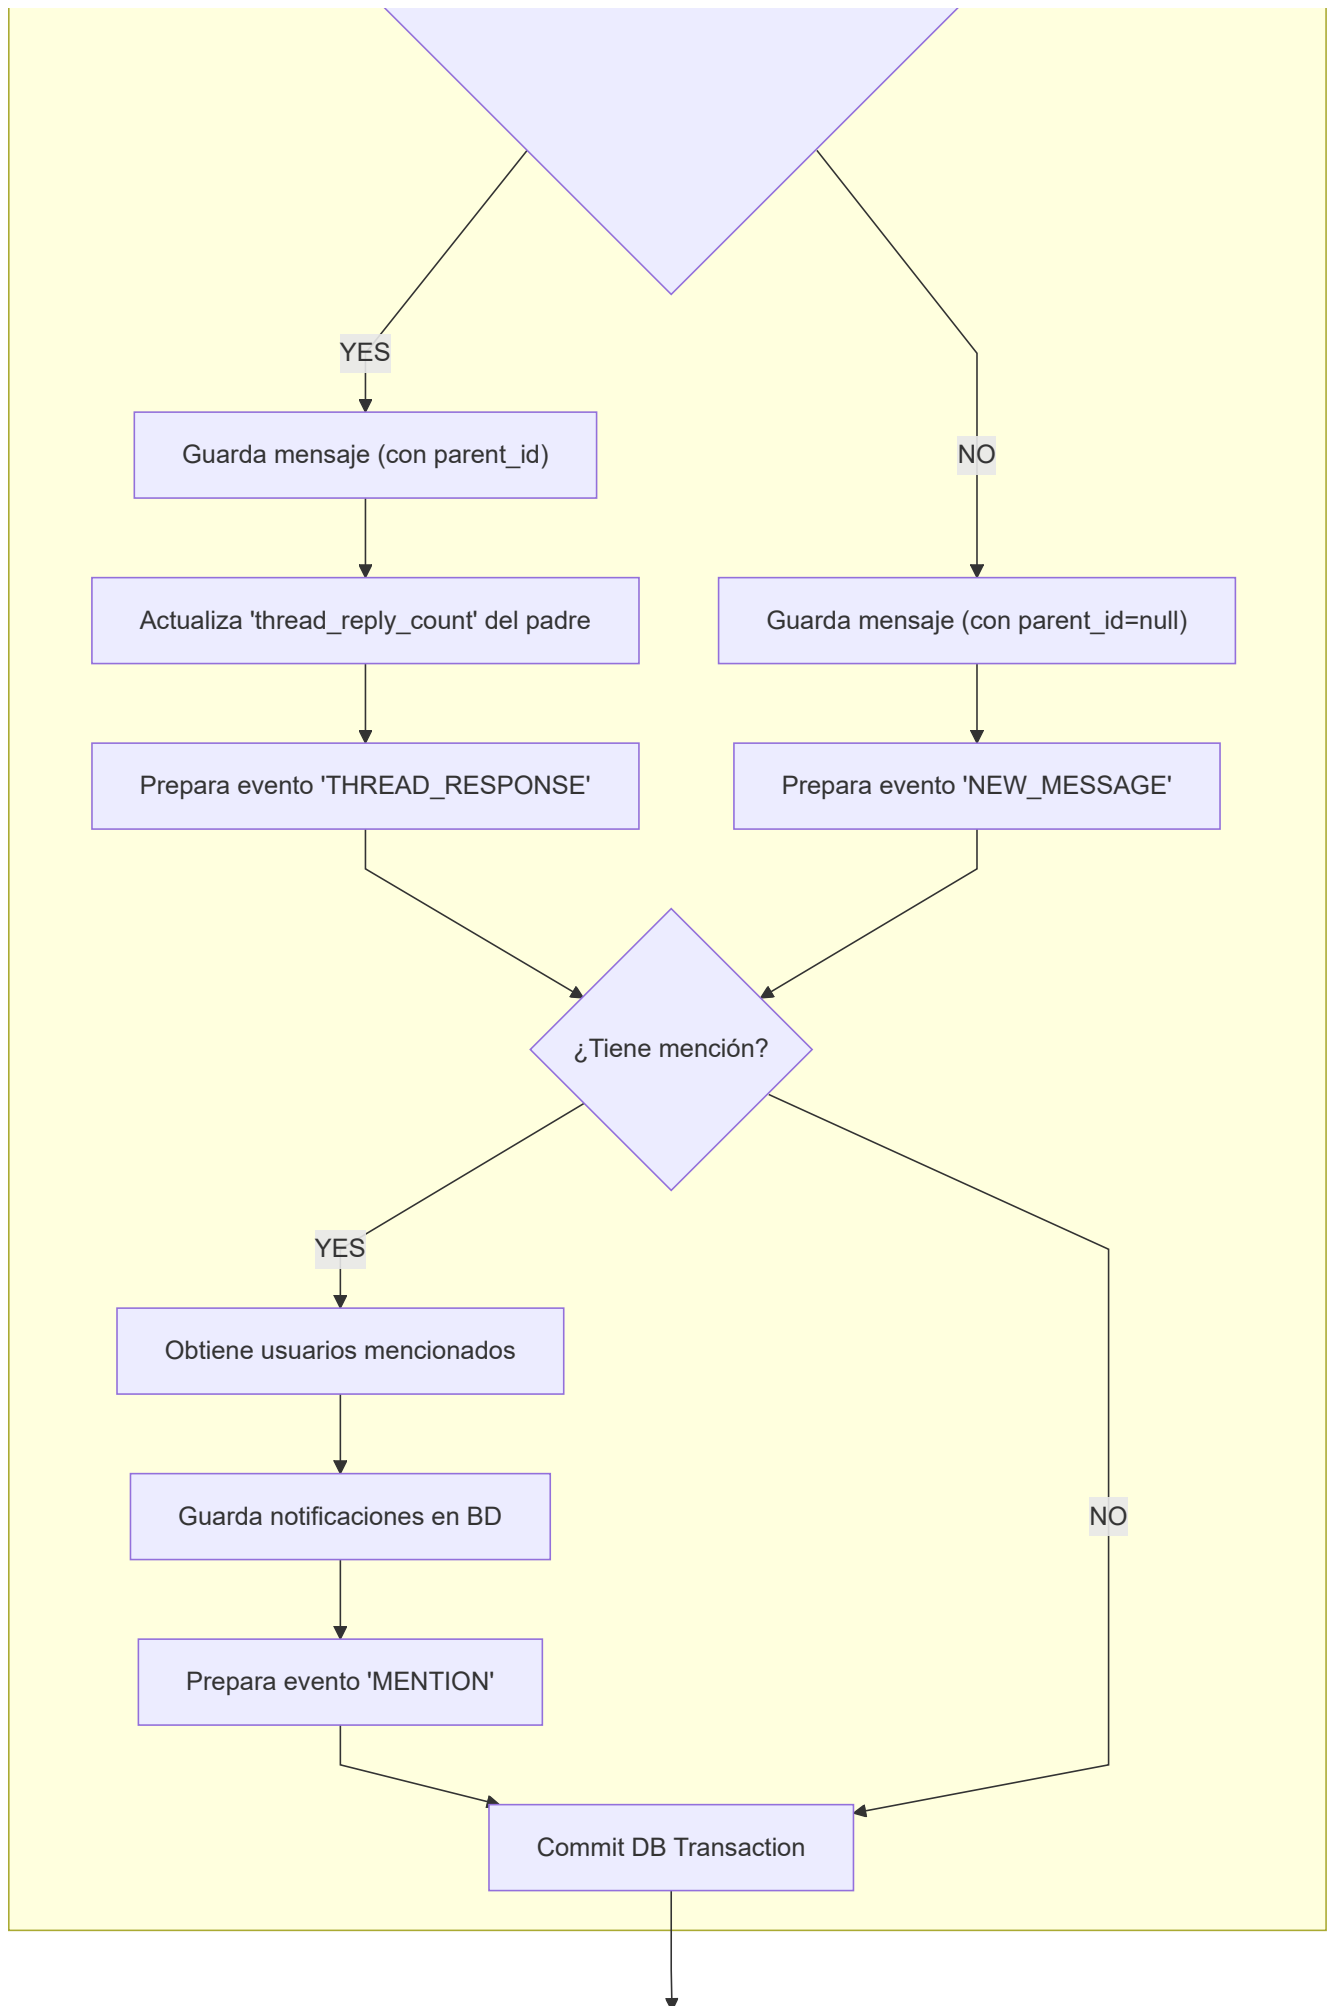 YES
Guarda mensaje (con parent_id)
NO
Actualiza 'thread_reply_count' del padre
Guarda mensaje (con parent_id=null)
Prepara evento 'THREAD_RESPONSE'
Prepara evento 'NEW_MESSAGE'
¿Tiene mención?
YES
Obtiene usuarios mencionados
Guarda notificaciones en BD
NO
Prepara evento 'MENTION'
Commit DB Transaction